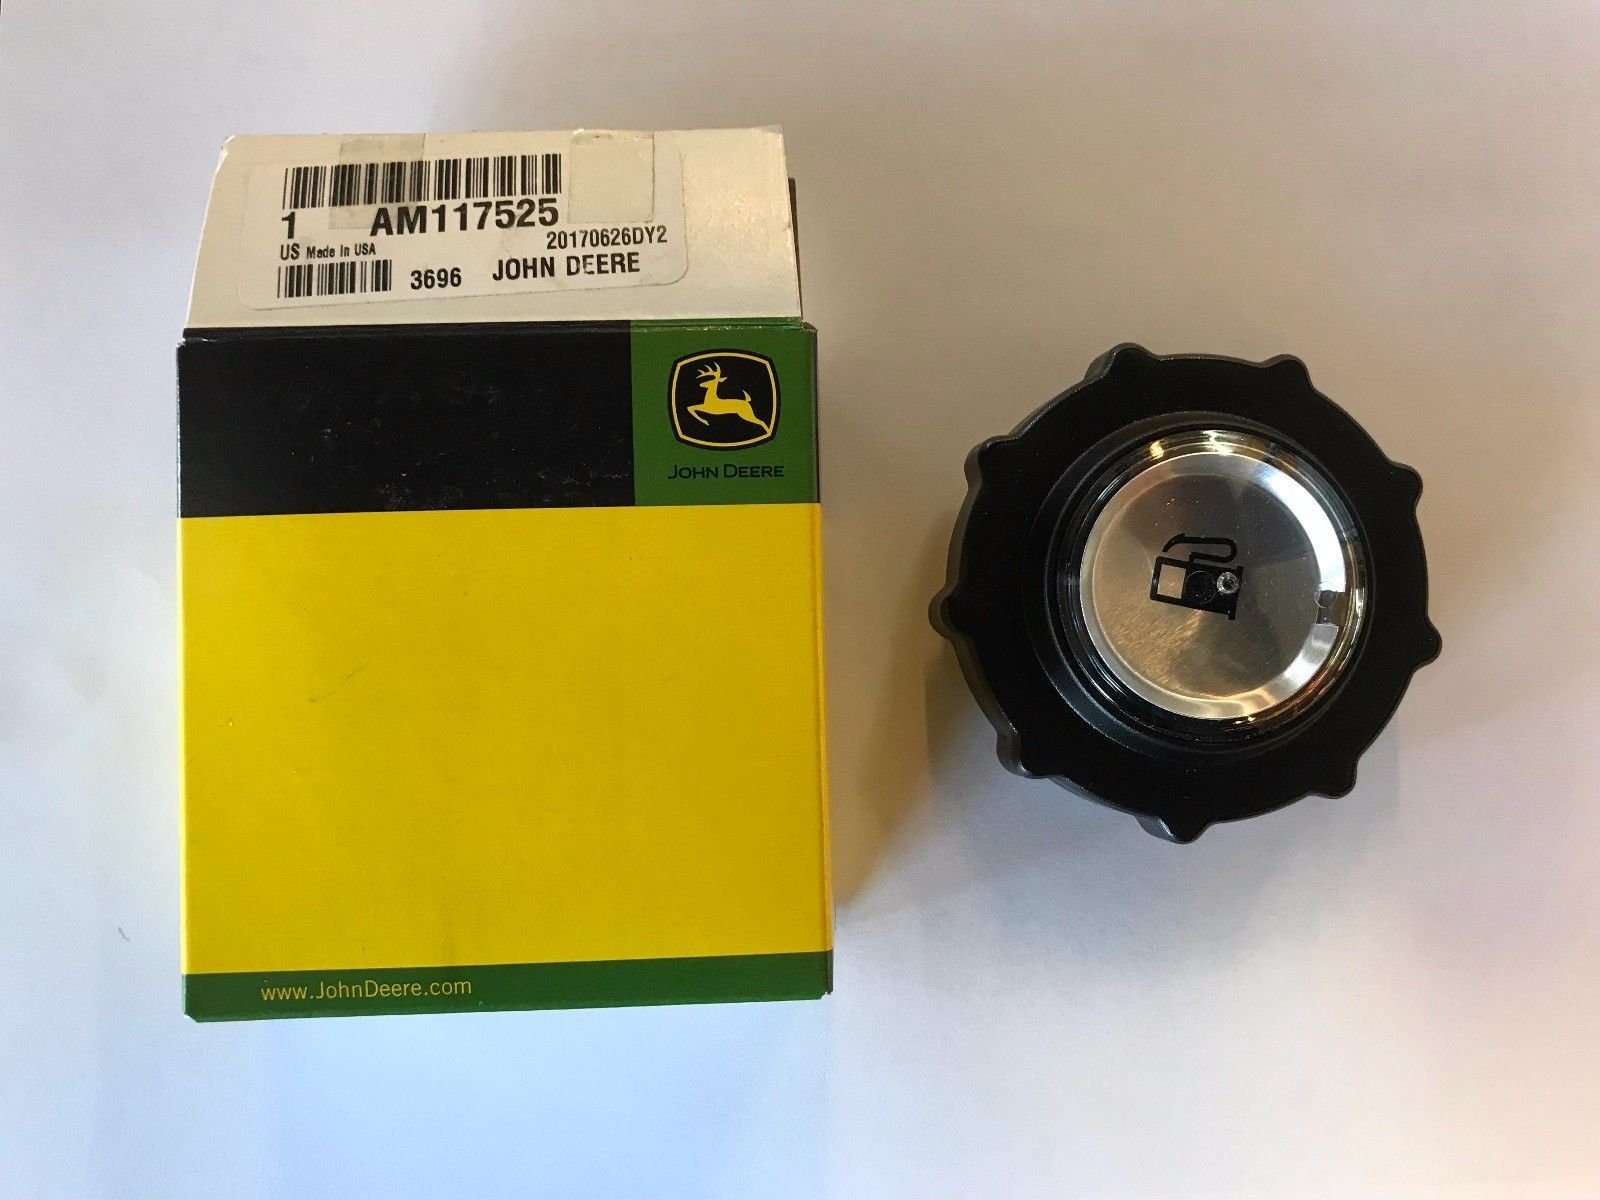 1 AM117525
US Made In USA 20170626DY2
3696 JOHN DEERE
JOHN DEERE
www.JohnDeere.com